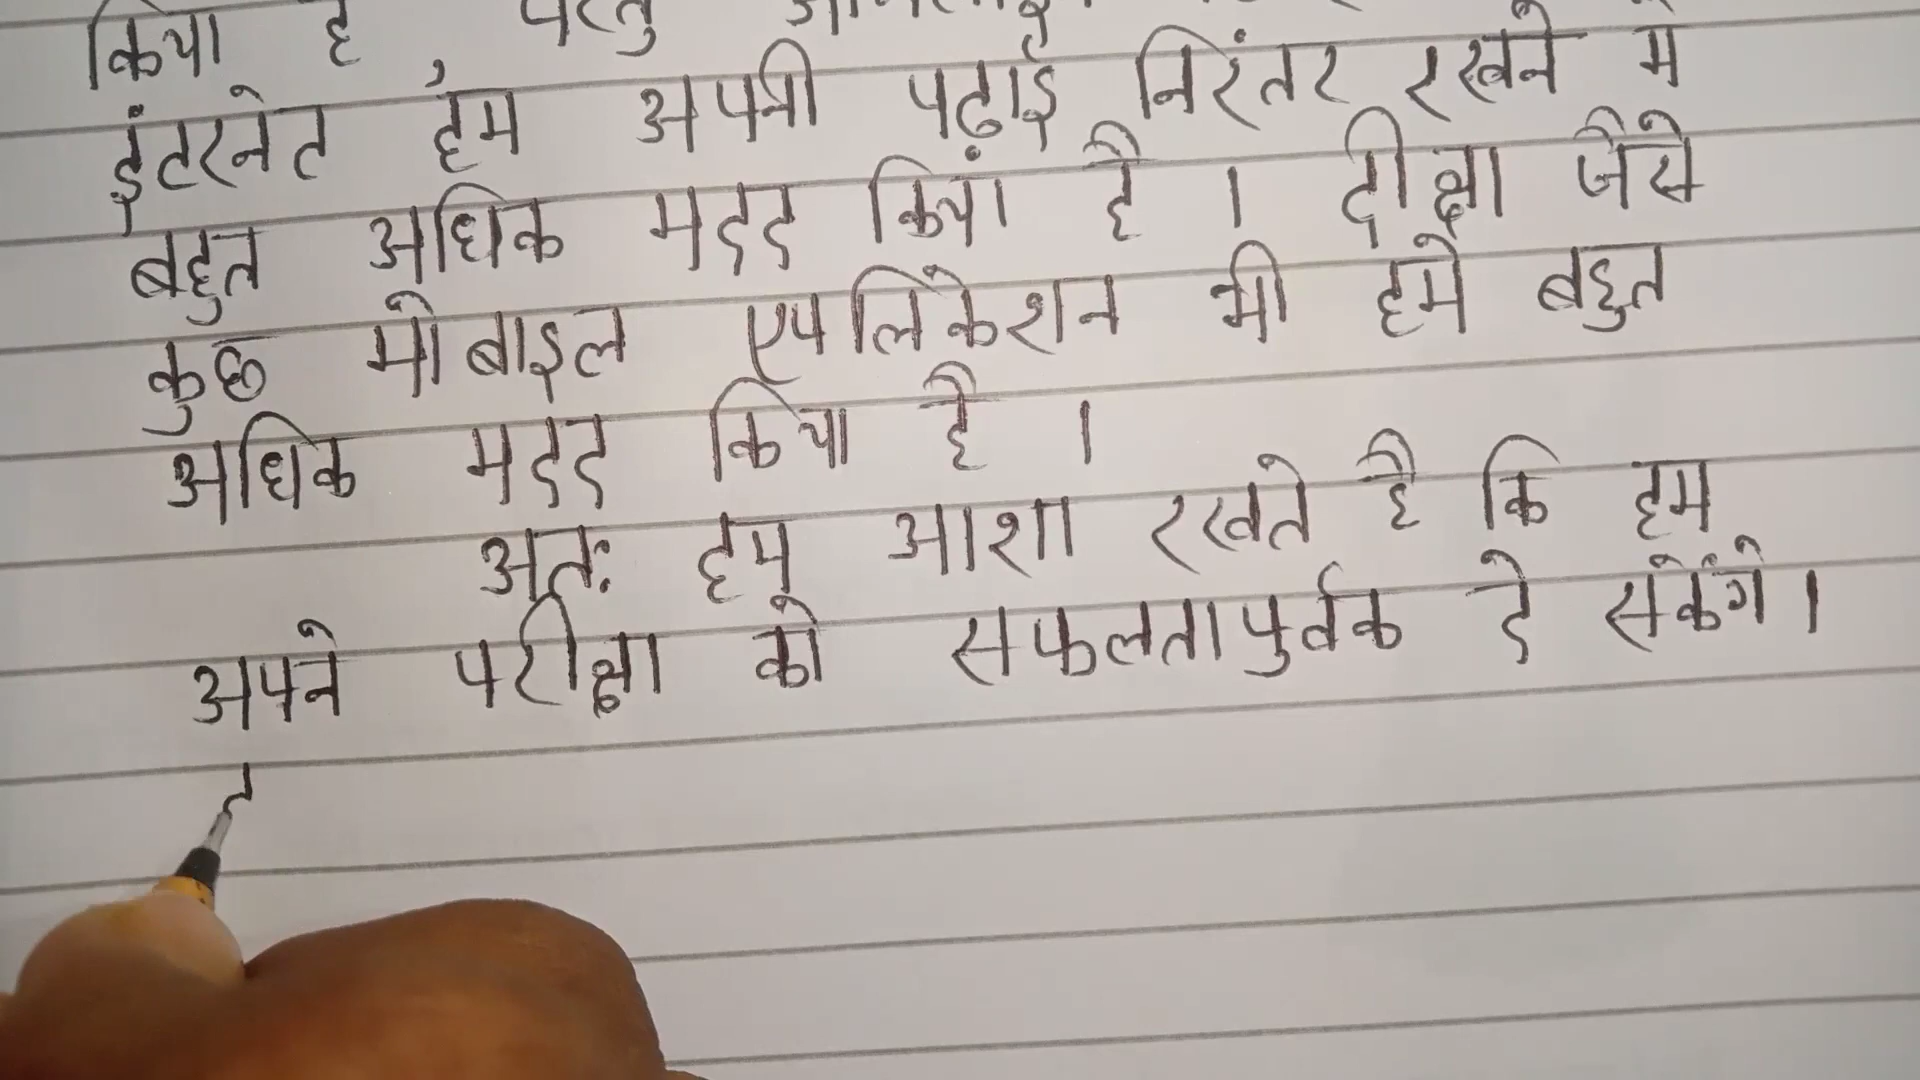 किया है परंतु
इंटरनेट हमे अपनी पढ़ाई निरंतर रखने मे
बहुत अधिक मदद कियां है । दीक्षा जैसे
कुछ मोबाइल एपलिकेशन भी हमे बहुत
अधिक मदद किया है ।
अतः हम आशा रखते है कि हम
अपने परीक्षा को सफलतापुर्वक दे सकेंगे ।